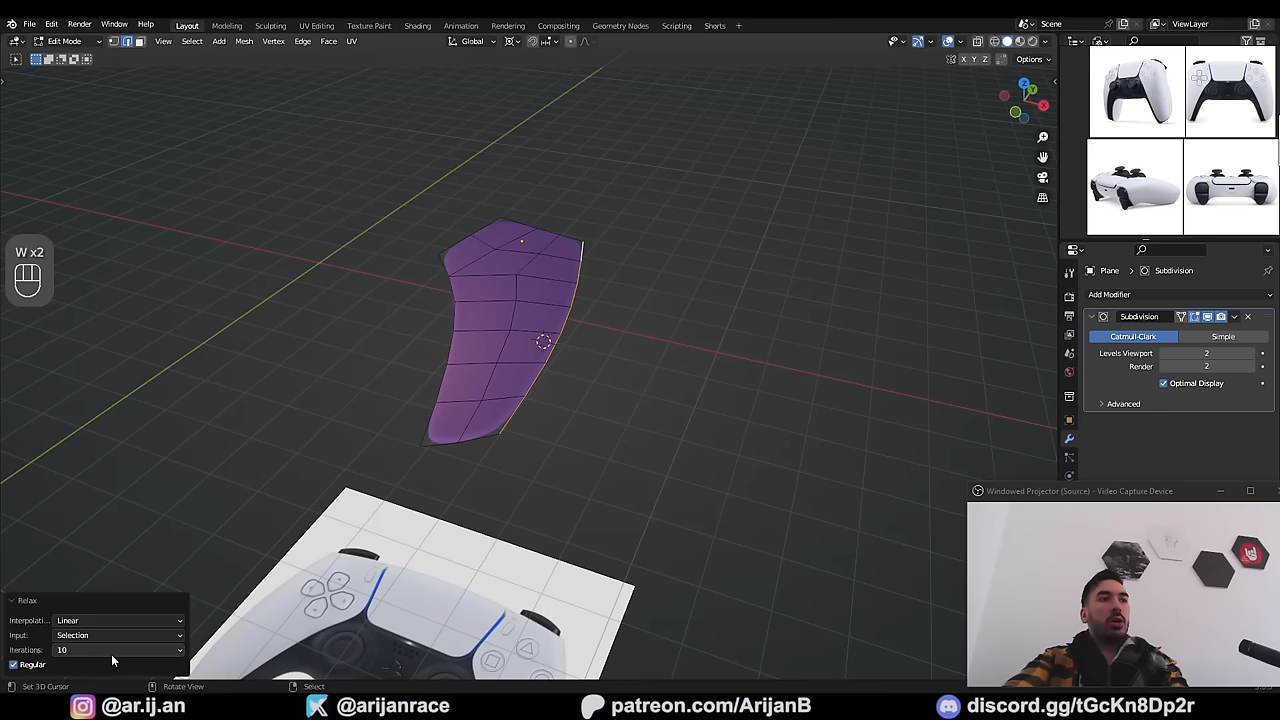 File Edit Render Window Help Layout Modeling Sculpting UV Editing Texture Paint Shading Animation Rendering Compositing Geometry Nodes Scripting Shorts + Scene ViewLayer
Edit Mode View Select Add Mesh Vertex Edge Face UV Global
X Y Z Options
Z
X
W x2
Plane Subdivision
Add Modifier
Subdivision
Catmull-Clark Simple
Levels Viewport 2
Render 2
Optimal Display
Advanced
Windowed Projector (Source) - Video Capture Device
Relax
Interpolati... Linear
Input: Selection
Iterations: 10
Regular
Set 3D Cursor Rotate View Select
@ar.ij.an @arijanrace patreon.com/ArijanB discord.gg/tGcKn8Dp2r